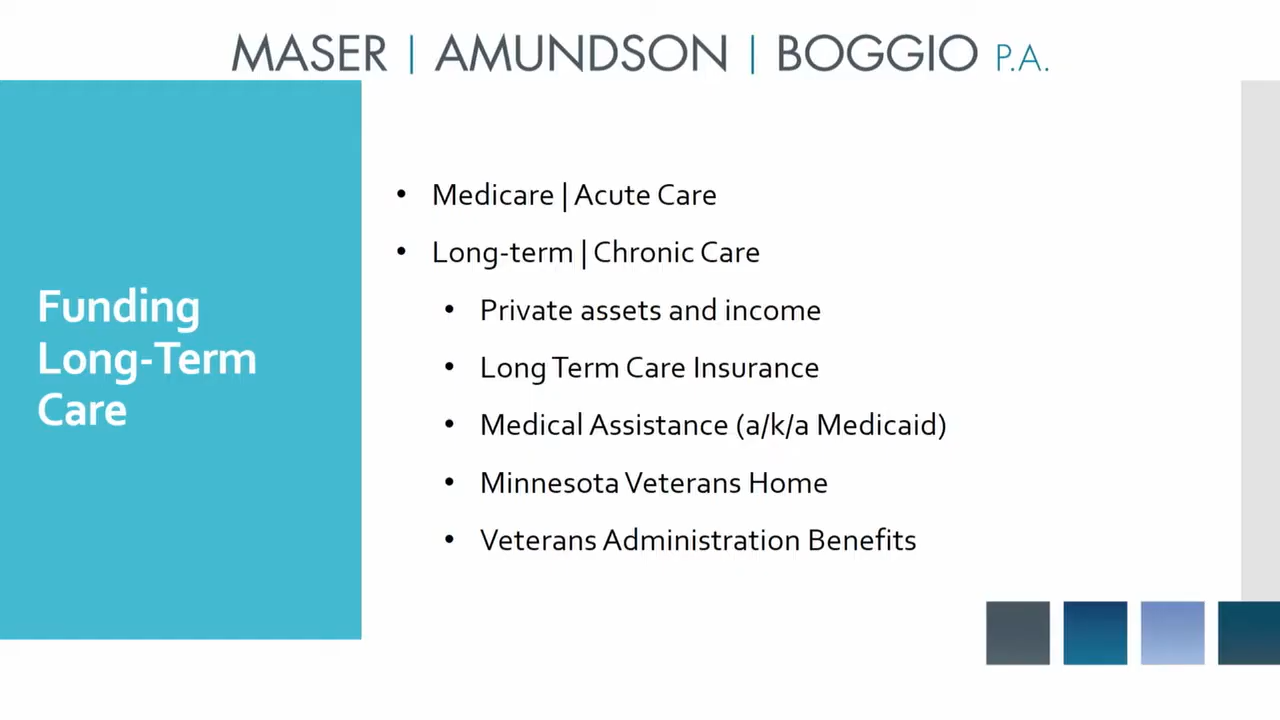 MASER | AMUNDSON | BOGGIO P.A.
Funding
Long-Term
Care
• Medicare | Acute Care
• Long-term | Chronic Care
• Private assets and income
• Long Term Care Insurance
• Medical Assistance (a/k/a Medicaid)
• Minnesota Veterans Home
• Veterans Administration Benefits